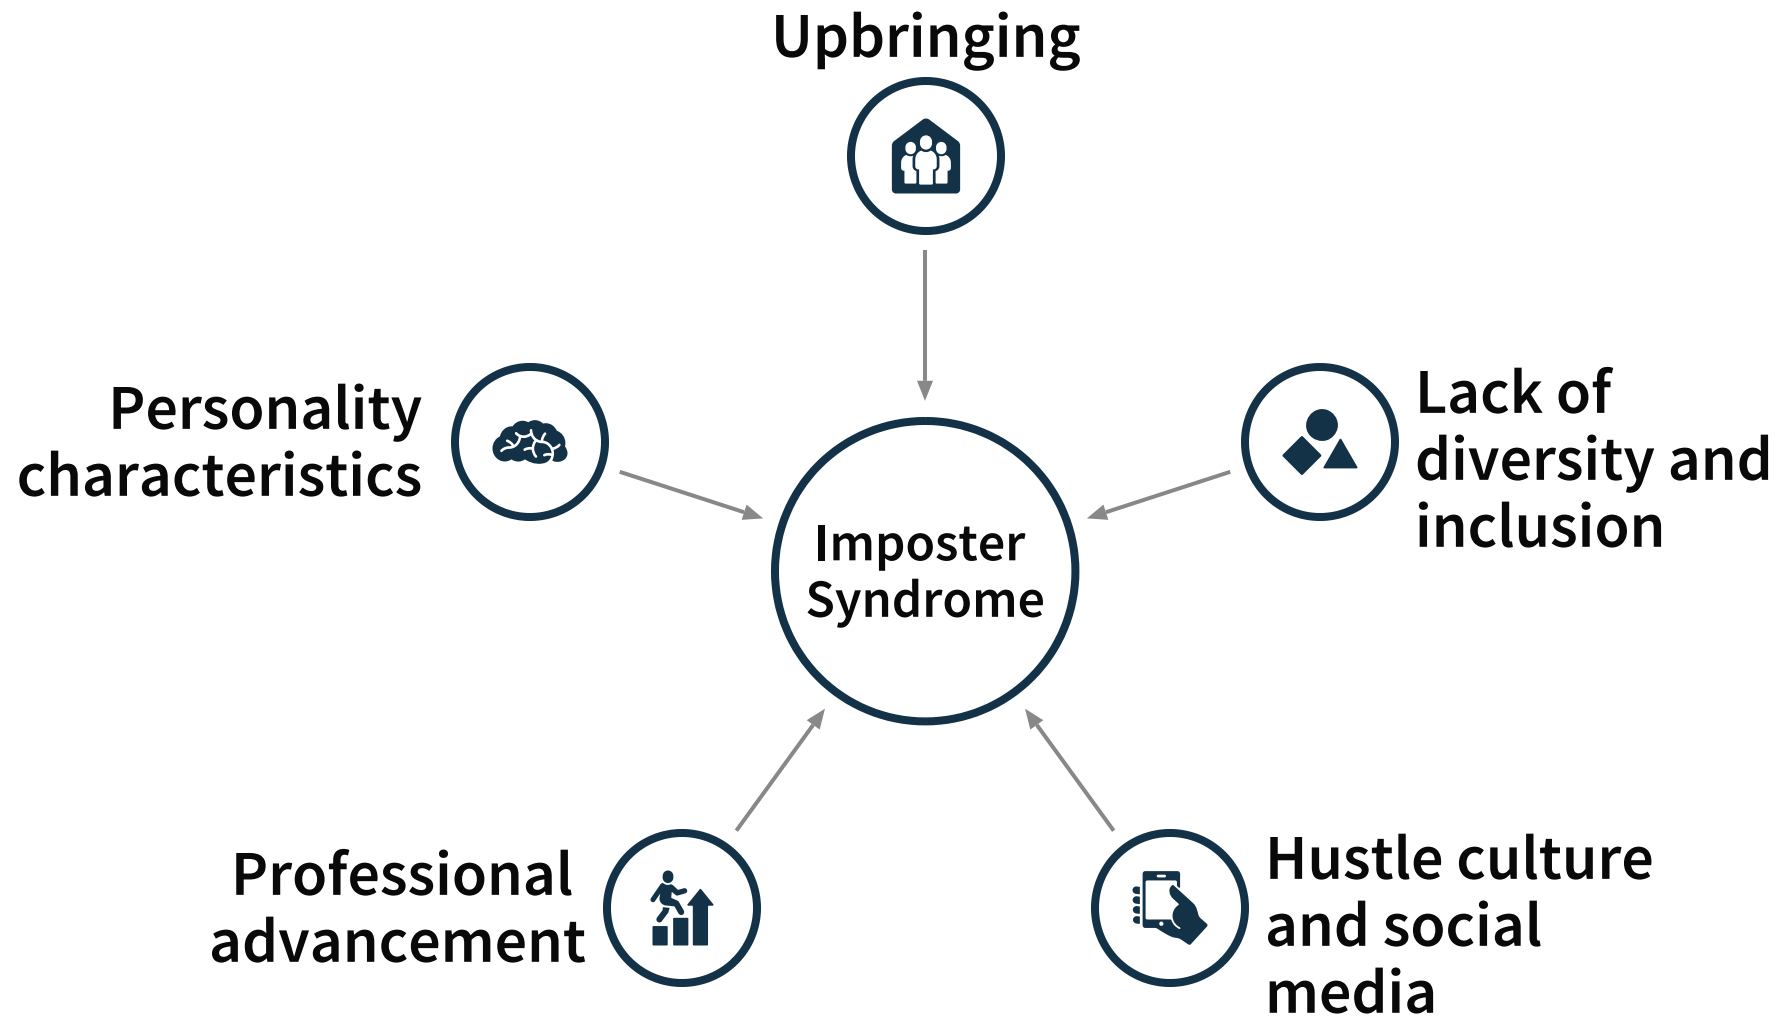 Upbringing
Personality
characteristics
Lack of
diversity and
inclusion
Imposter
Syndrome
Professional
advancement
Hustle culture
and social
media